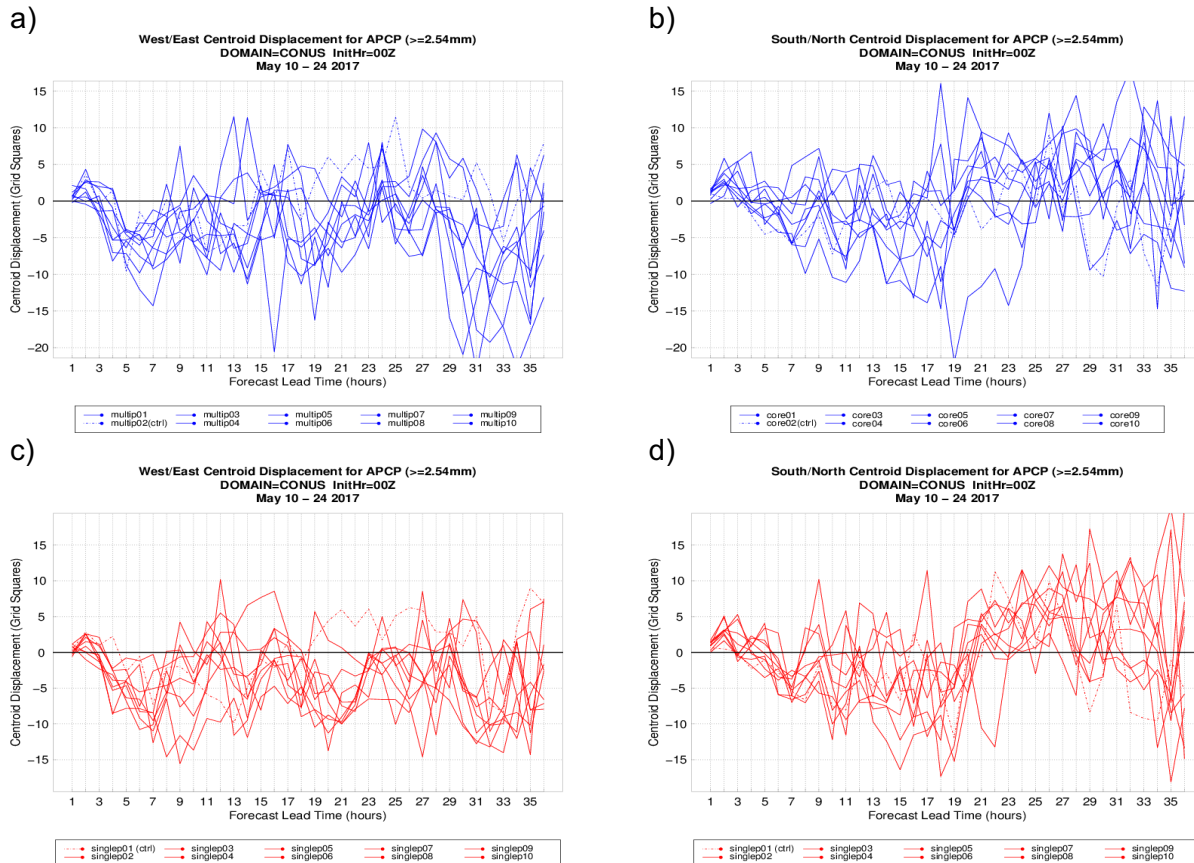 a)
West/East Centroid Displacement for APCP (>=2.54mm)
DOMAIN=CONUS InitHr=00Z
May 10 − 24 2017
Centroid Displacement (Grid Squares)
15
10
5
0
−5
−10
−15
−20
1 3 5 7 9 11 13 15 17 19 21 23 25 27 29 31 33 35
Forecast Lead Time (hours)
multip01 multip03 multip05 multip07 multip09
multip02(ctrl) multip04 multip06 multip08 multip10
b)
South/North Centroid Displacement for APCP (>=2.54mm)
DOMAIN=CONUS InitHr=00Z
May 10 − 24 2017
Centroid Displacement (Grid Squares)
15
10
5
0
−5
−10
−15
−20
1 3 5 7 9 11 13 15 17 19 21 23 25 27 29 31 33 35
Forecast Lead Time (hours)
core01 core03 core05 core07 core09
core02(ctrl) core04 core06 core08 core10
c)
West/East Centroid Displacement for APCP (>=2.54mm)
DOMAIN=CONUS InitHr=00Z
May 10 − 24 2017
Centroid Displacement (Grid Squares)
15
10
5
0
−5
−10
−15
1 3 5 7 9 11 13 15 17 19 21 23 25 27 29 31 33 35
Forecast Lead Time (hours)
singlep01 (ctrl) singlep03 singlep05 singlep07 singlep09
singlep02 singlep04 singlep06 singlep08 singlep10
d)
South/North Centroid Displacement for APCP (>=2.54mm)
DOMAIN=CONUS InitHr=00Z
May 10 − 24 2017
Centroid Displacement (Grid Squares)
15
10
5
0
−5
−10
−15
1 3 5 7 9 11 13 15 17 19 21 23 25 27 29 31 33 35
Forecast Lead Time (hours)
singlep01 (ctrl) singlep03 singlep05 singlep07 singlep09
singlep02 singlep04 singlep06 singlep08 singlep10